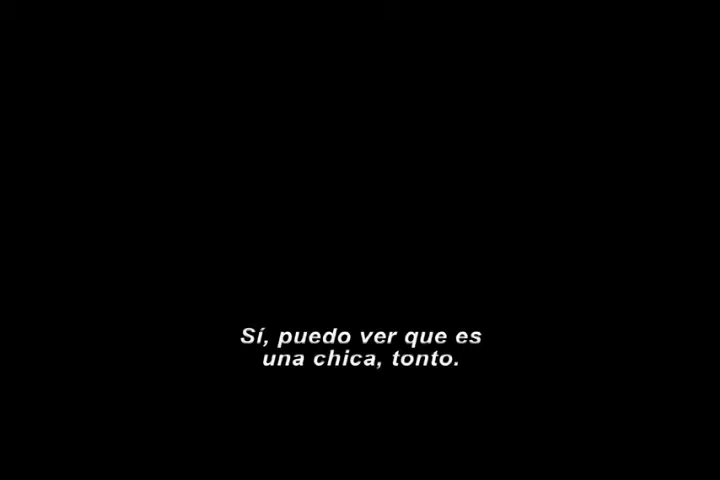 Sí, puedo ver que es
una chica, tonto.